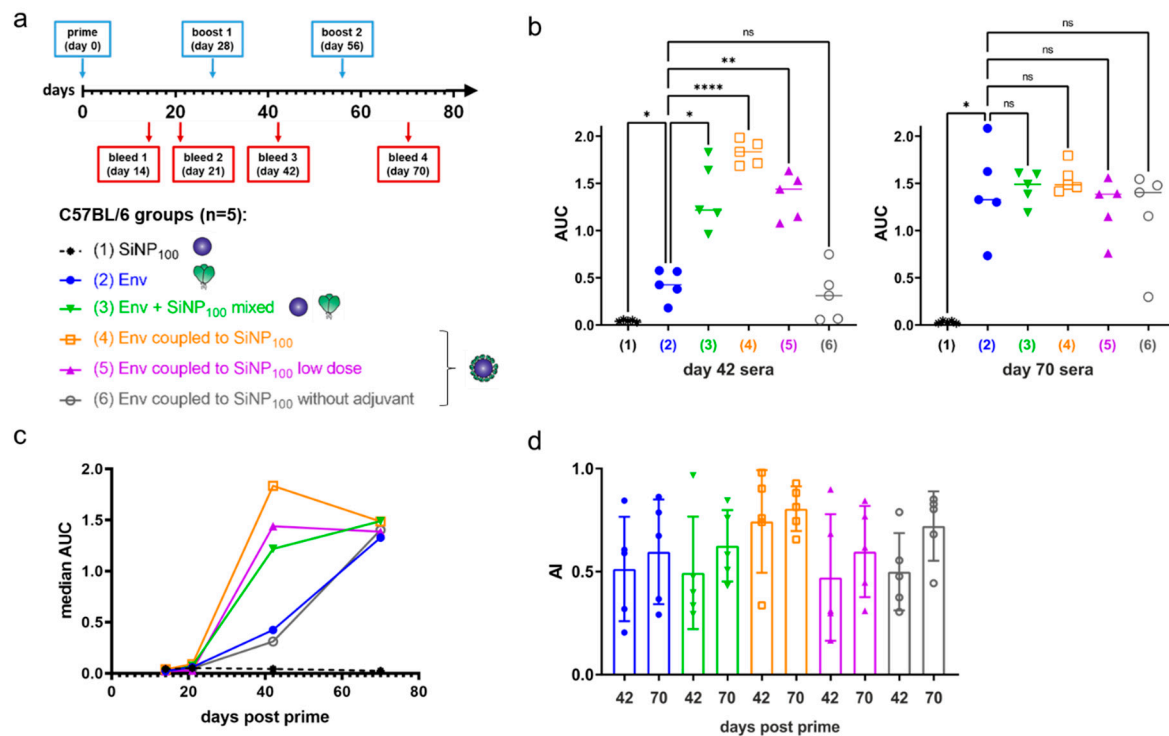 a
prime
(day 0)
boost 1
(day 28)
boost 2
(day 56)
days
0 20 40 60 80
bleed 1
(day 14)
bleed 2
(day 21)
bleed 3
(day 42)
bleed 4
(day 70)
C57BL/6 groups (n=5):
(1) SiNP100
(2) Env
(3) Env + SiNP100 mixed
(4) Env coupled to SiNP100
(5) Env coupled to SiNP100 low dose
(6) Env coupled to SiNP100 without adjuvant
b
ns
**
****
* *
2.0
1.5
1.0
0.5
0.0
AUC
(1) (2) (3) (4) (5) (6)
day 42 sera
ns
ns
ns
* ns
2.0
1.5
1.0
0.5
0.0
AUC
(1) (2) (3) (4) (5) (6)
day 70 sera
c
2.0
1.5
1.0
0.5
0.0
median AUC
0 20 40 60 80
days post prime
d
1.0
0.5
0.0
AI
42 70 42 70 42 70 42 70 42 70
days post prime